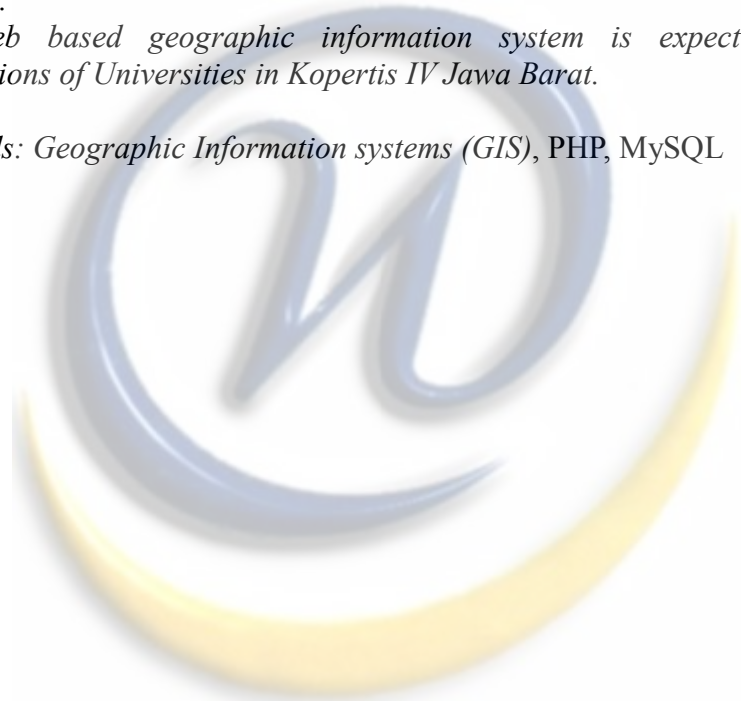 .
eb based geographic information system is expect
ions of Universities in Kopertis IV Jawa Barat.
ls: Geographic Information systems (GIS), PHP, MySQL